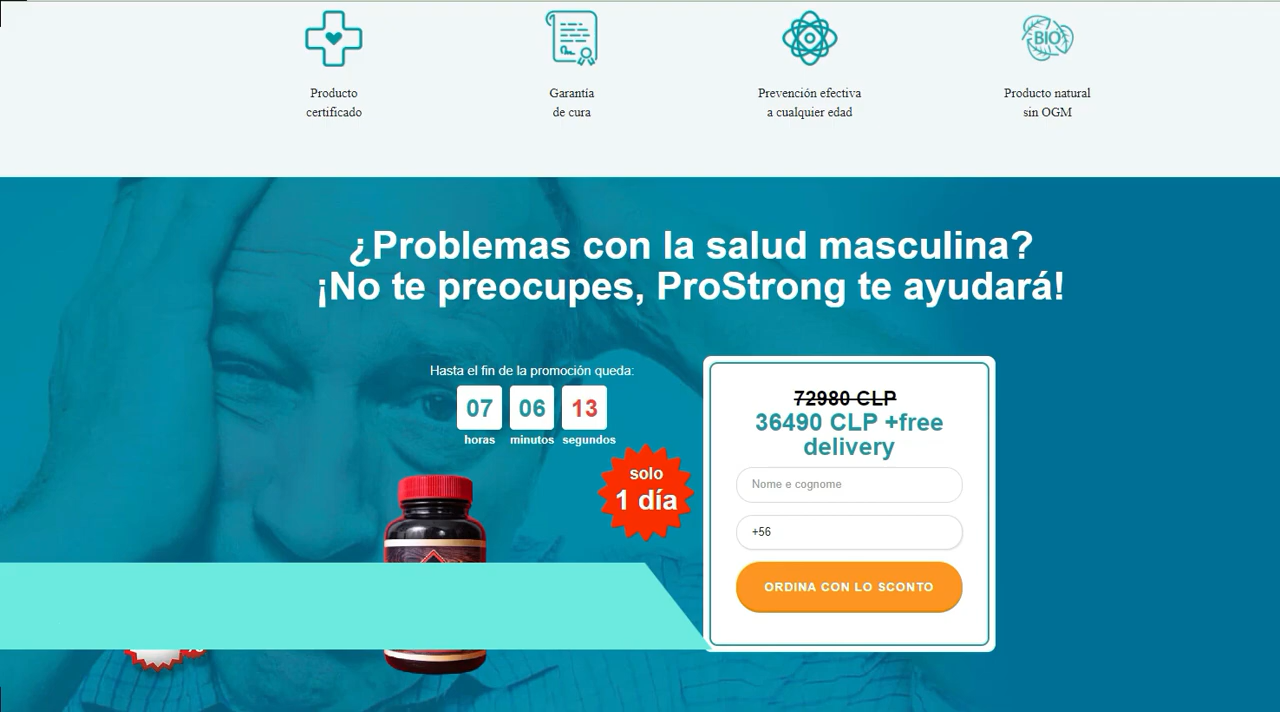 Producto
certificado
Garantía
de cura
Prevención efectiva
a cualquier edad
BIO
Producto natural
sin OGM
¿Problemas con la salud masculina?
¡No te preocupes, ProStrong te ayudará!
Hasta el fin de la promoción queda:
07 06 13
horas minutos segundos
solo
1 día
72980 CLP
36490 CLP +free
delivery
Nome e cognome
+56
ORDINA CON LO SCONTO